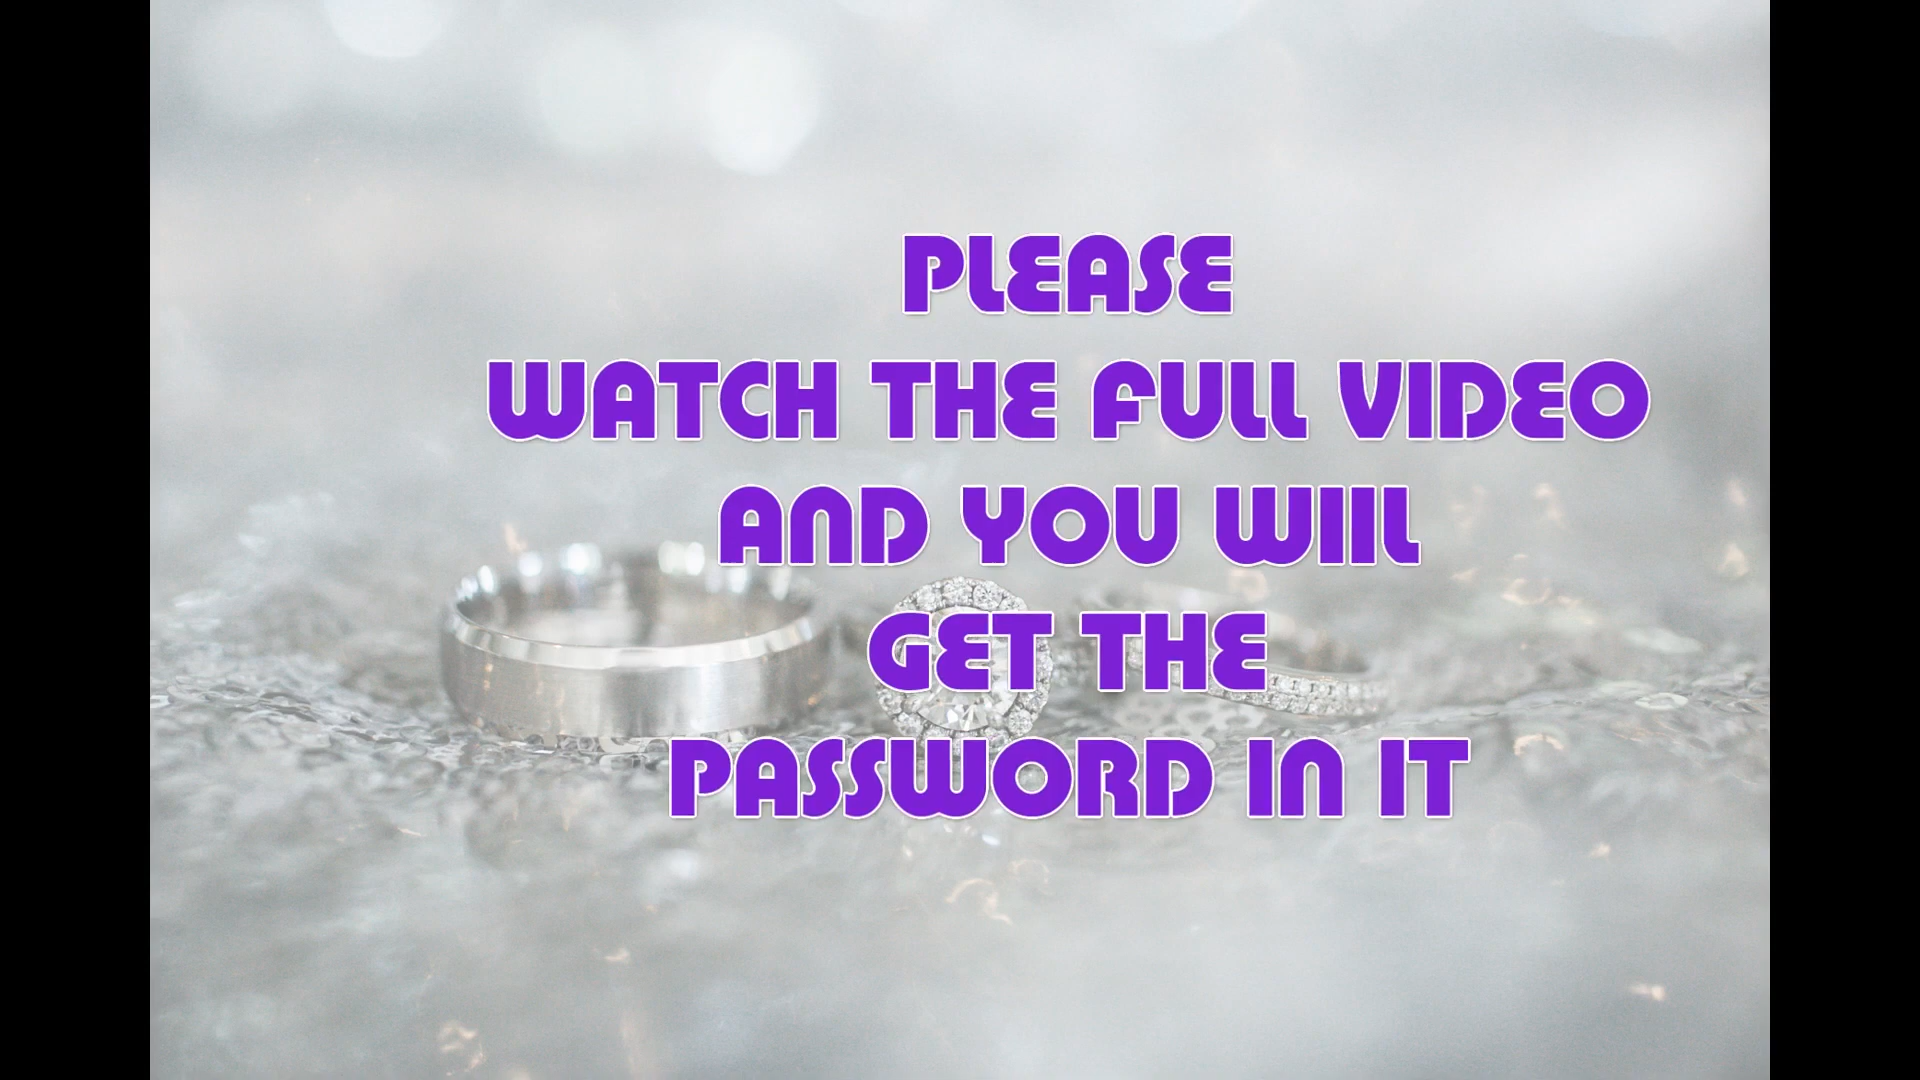 PLEASE
WATCH THE FULL VIDEO
AND YOU WIIL
GET THE
PASSWORD IN IT